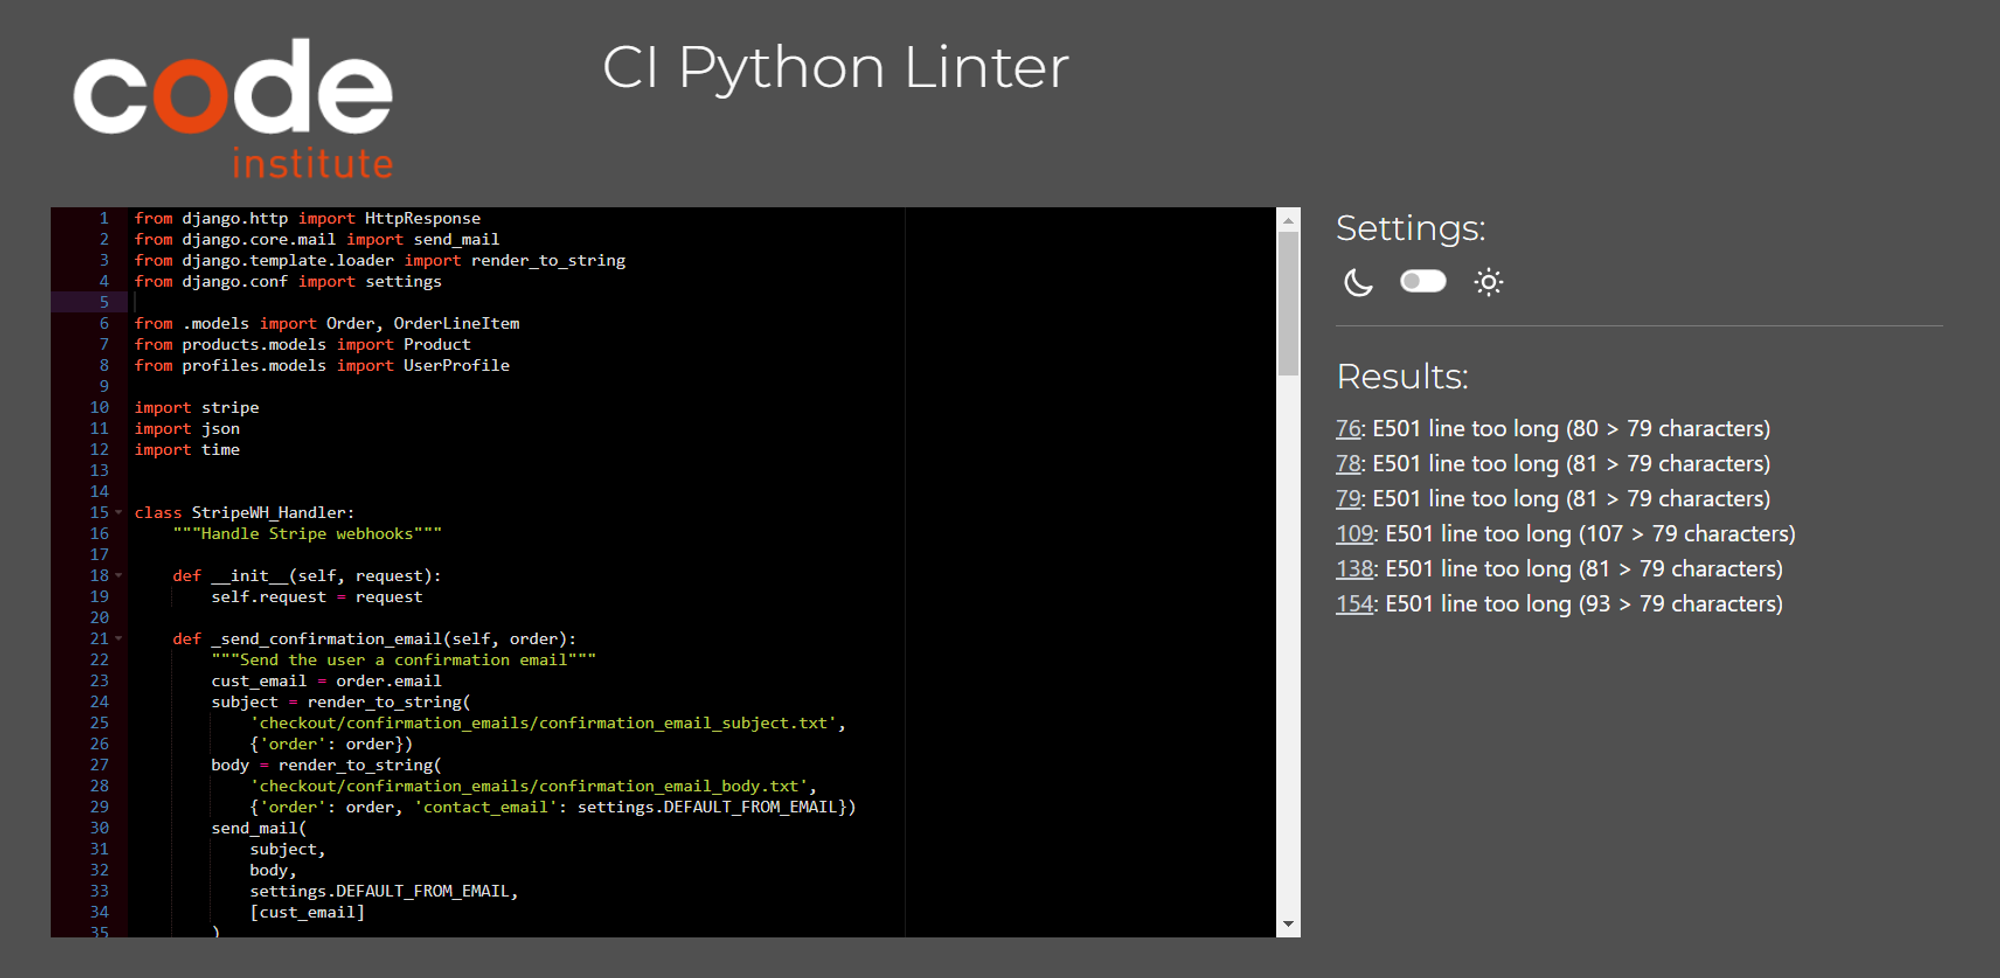 code
institute
CI Python Linter
1 from django.http import HttpResponse
2 from django.core.mail import send_mail
3 from django.template.loader import render_to_string
4 from django.conf import settings
5
6 from .models import Order, OrderLineItem
7 from products.models import Product
8 from profiles.models import UserProfile
9
10 import stripe
11 import json
12 import time
13
14
15 class StripeWH_Handler:
16     """Handle Stripe webhooks"""
17
18     def __init__(self, request):
19         self.request = request
20
21     def _send_confirmation_email(self, order):
22         """Send the user a confirmation email"""
23         cust_email = order.email
24         subject = render_to_string(
25             'checkout/confirmation_emails/confirmation_email_subject.txt',
26             {'order': order})
27         body = render_to_string(
28             'checkout/confirmation_emails/confirmation_email_body.txt',
29             {'order': order, 'contact_email': settings.DEFAULT_FROM_EMAIL})
30         send_mail(
31             subject,
32             body,
33             settings.DEFAULT_FROM_EMAIL,
34             [cust_email]
35         )
Settings:
Results:
76: E501 line too long (80 > 79 characters)
78: E501 line too long (81 > 79 characters)
79: E501 line too long (81 > 79 characters)
109: E501 line too long (107 > 79 characters)
138: E501 line too long (81 > 79 characters)
154: E501 line too long (93 > 79 characters)